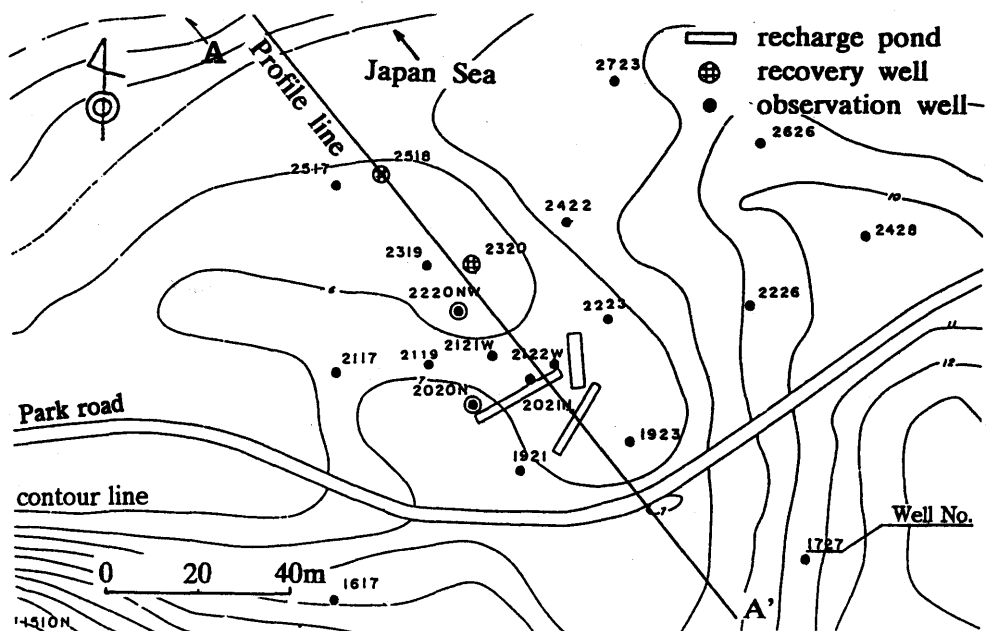 A
Profile line
Japan Sea
recharge pond
recovery well
observation well
2723
2626
2518
2517
10
2422
2428
2319
2320
6
2220NW
2223
2226
11
2121W
2122W
12
2117
2119
7
2020N
2021N
Park road
1923
1921
contour line
7
Well No.
1727
0 20 40m
1617
A'
1510N